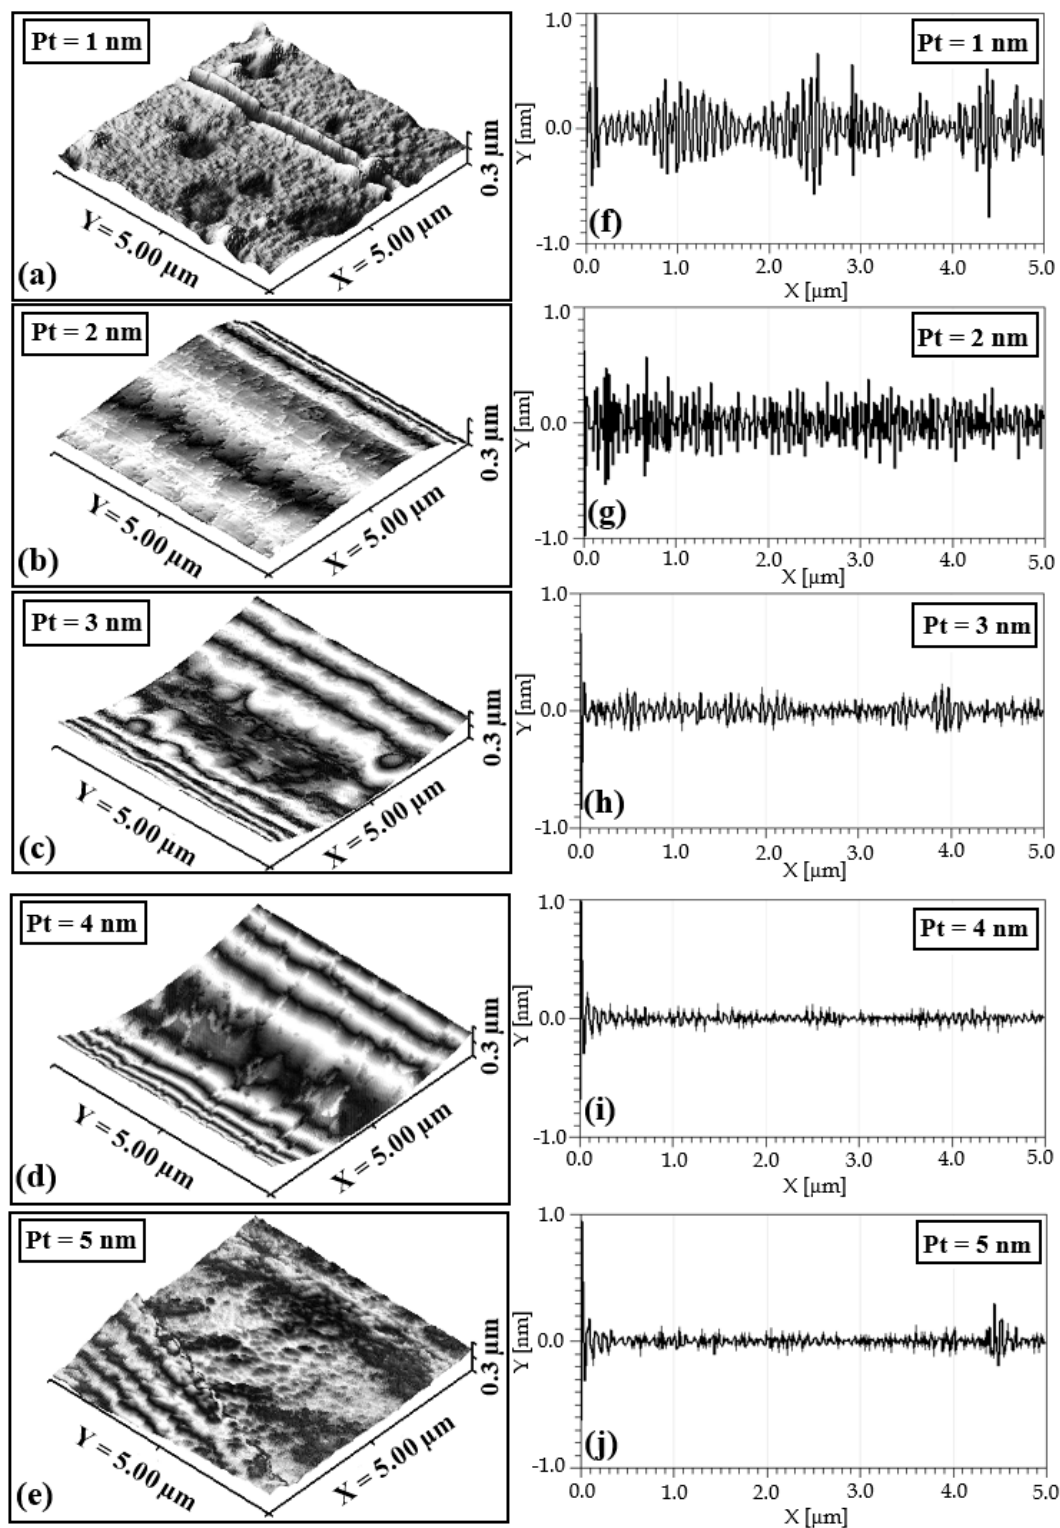 Pt = 1 nm
0.3 µm
Y= 5.00 µm
X = 5.00 µm
(a)
1.0
Pt = 1 nm
Y [nm]
0.0
(f)
-1.0
0.0 1.0 2.0 3.0 4.0 5.0
X [µm]
Pt = 2 nm
0.3 µm
Y= 5.00 µm
X = 5.00 µm
(b)
1.0
Pt = 2 nm
Y [nm]
0.0
(g)
-1.0
0.0 1.0 2.0 3.0 4.0 5.0
X [µm]
Pt = 3 nm
0.3 µm
Y = 5.00 µm
X = 5.00 µm
(c)
1.0
Pt = 3 nm
Y [nm]
0.0
(h)
-1.0
0.0 1.0 2.0 3.0 4.0 5.0
X [µm]
Pt = 4 nm
0.3 µm
Y = 5.00 µm
X = 5.00 µm
(d)
1.0
Pt = 4 nm
Y [nm]
0.0
(i)
-1.0
0.0 1.0 2.0 3.0 4.0 5.0
X [µm]
Pt = 5 nm
0.3 µm
Y = 5.00 µm
X = 5.00 µm
(e)
1.0
Pt = 5 nm
Y [nm]
0.0
(j)
-1.0
0.0 1.0 2.0 3.0 4.0 5.0
X [µm]